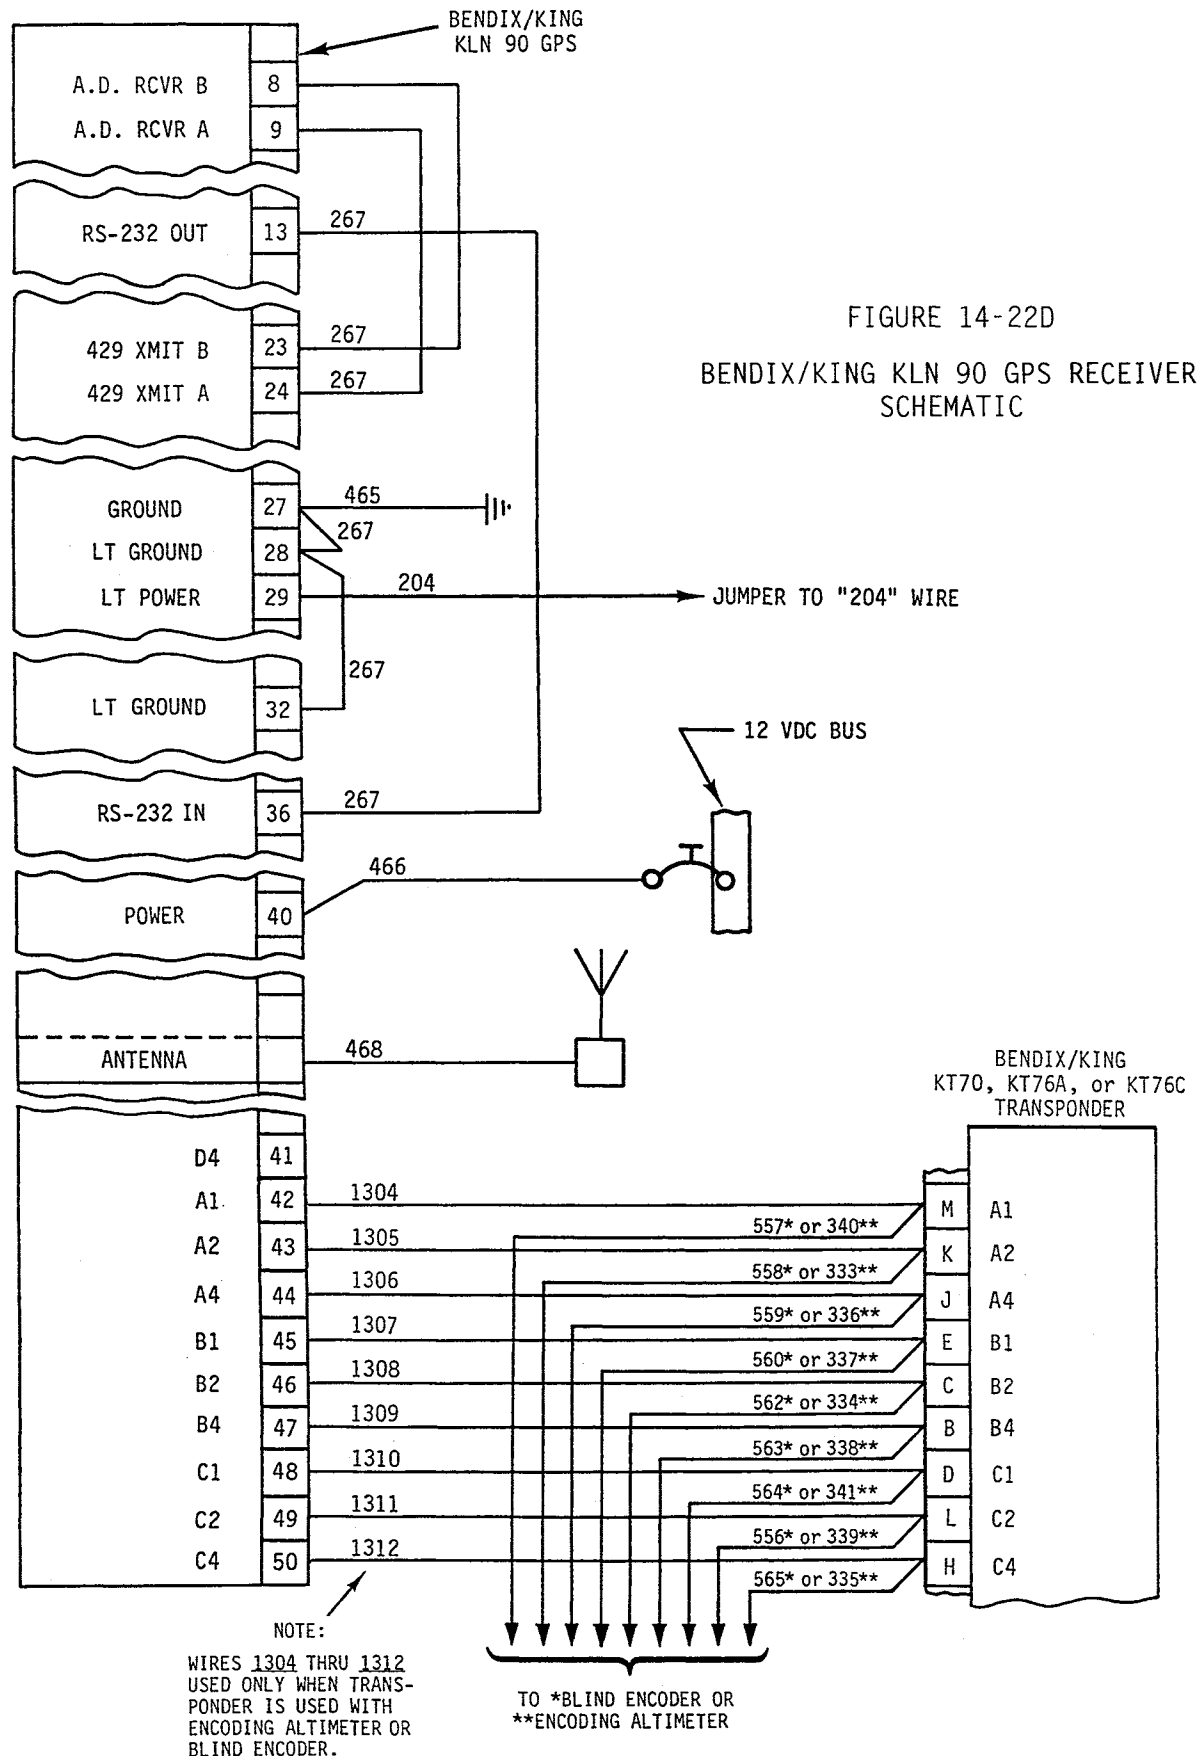 BENDIX/KING
KLN 90 GPS
A.D. RCVR B 8
A.D. RCVR A 9
RS-232 OUT 13 267
429 XMIT B 23 267
429 XMIT A 24 267
FIGURE 14-22D
BENDIX/KING KLN 90 GPS RECEIVER
SCHEMATIC
GROUND 27 465
267
LT GROUND 28
LT POWER 29 204 JUMPER TO "204" WIRE
267
LT GROUND 32
12 VDC BUS
RS-232 IN 36 267
466
POWER 40
ANTENNA 468
BENDIX/KING
KT70, KT76A, or KT76C
TRANSPONDER
D4 41
A1 42 1304 M A1
557* or 340**
A2 43 1305 K A2
558* or 333**
A4 44 1306 J A4
559* or 336**
B1 45 1307 E B1
560* or 337**
B2 46 1308 C B2
562* or 334**
B4 47 1309 B B4
563* or 338**
C1 48 1310 D C1
564* or 341**
C2 49 1311 L C2
556* or 339**
C4 50 1312 H C4
565* or 335**
NOTE:
WIRES 1304 THRU 1312
USED ONLY WHEN TRANS-
PONDER IS USED WITH
ENCODING ALTIMETER OR
BLIND ENCODER.
TO *BLIND ENCODER OR
**ENCODING ALTIMETER